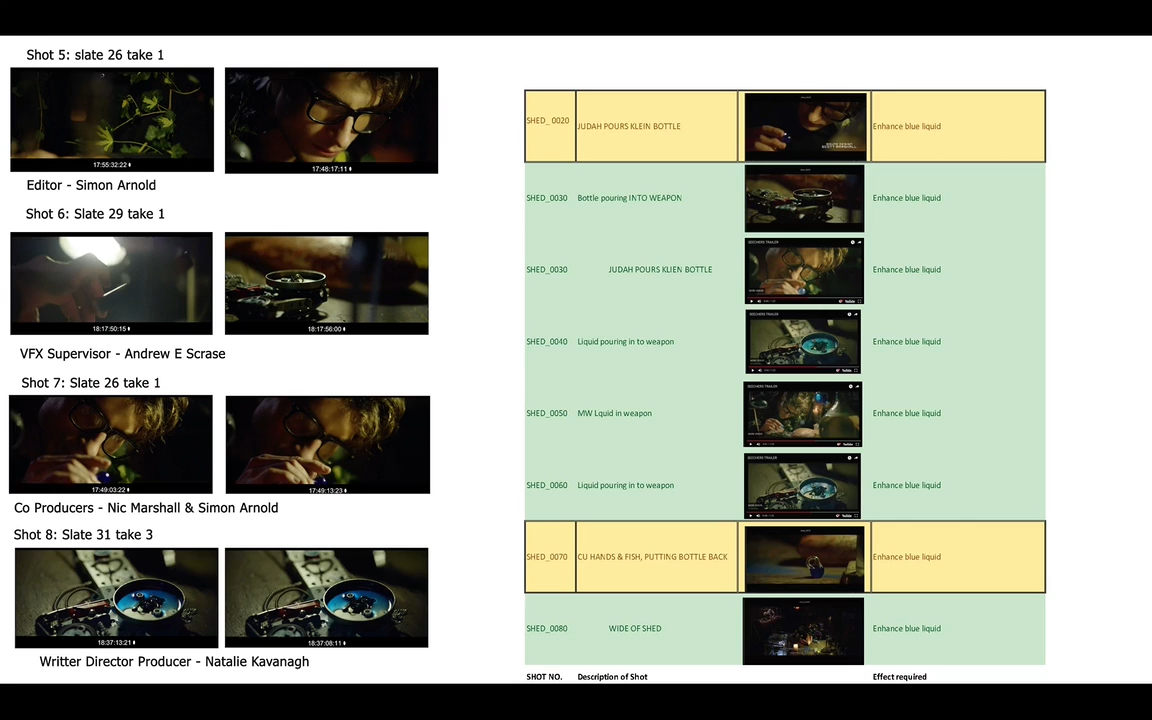 Shot 5: slate 26 take 1
17:55:32:22
17:48:17:11
Editor - Simon Arnold
Shot 6: Slate 29 take 1
18:17:50:15
18:17:56:00
VFX Supervisor - Andrew E Scrase
Shot 7: Slate 26 take 1
17:49:03:22
17:49:13:23
Co Producers - Nic Marshall & Simon Arnold
Shot 8: Slate 31 take 3
18:37:13:21
18:37:08:11
Writter Director Producer - Natalie Kavanagh
SHED_ 0020 JUDAH POURS KLEIN BOTTLE Enhance blue liquid
SHED_0030 Bottle pouring INTO WEAPON Enhance blue liquid
SHED_0030 JUDAH POURS KLIEN BOTTLE Enhance blue liquid
SHED_0040 Liquid pouring in to weapon Enhance blue liquid
SHED_0050 MW Lquid in weapon Enhance blue liquid
SHED_0060 Liquid pouring in to weapon Enhance blue liquid
SHED_0070 CU HANDS & FISH, PUTTING BOTTLE BACK Enhance blue liquid
SHED_0080 WIDE OF SHED Enhance blue liquid
SHOT NO. Description of Shot Effect required